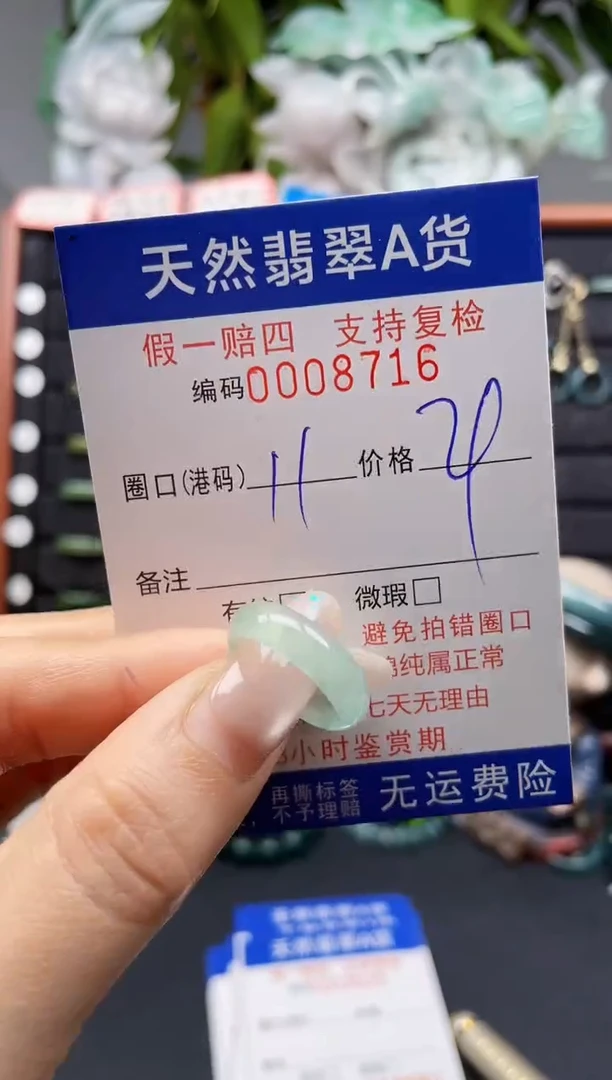 天然翡翠A货
假一赔四 支持复检
编码0008716
圈口(港码) 11 价格
备注
有 微瑕□
避免拍错圈口
纯属正常
七天无理由
小时鉴赏期
再撕标签
不予理赔
无运费险